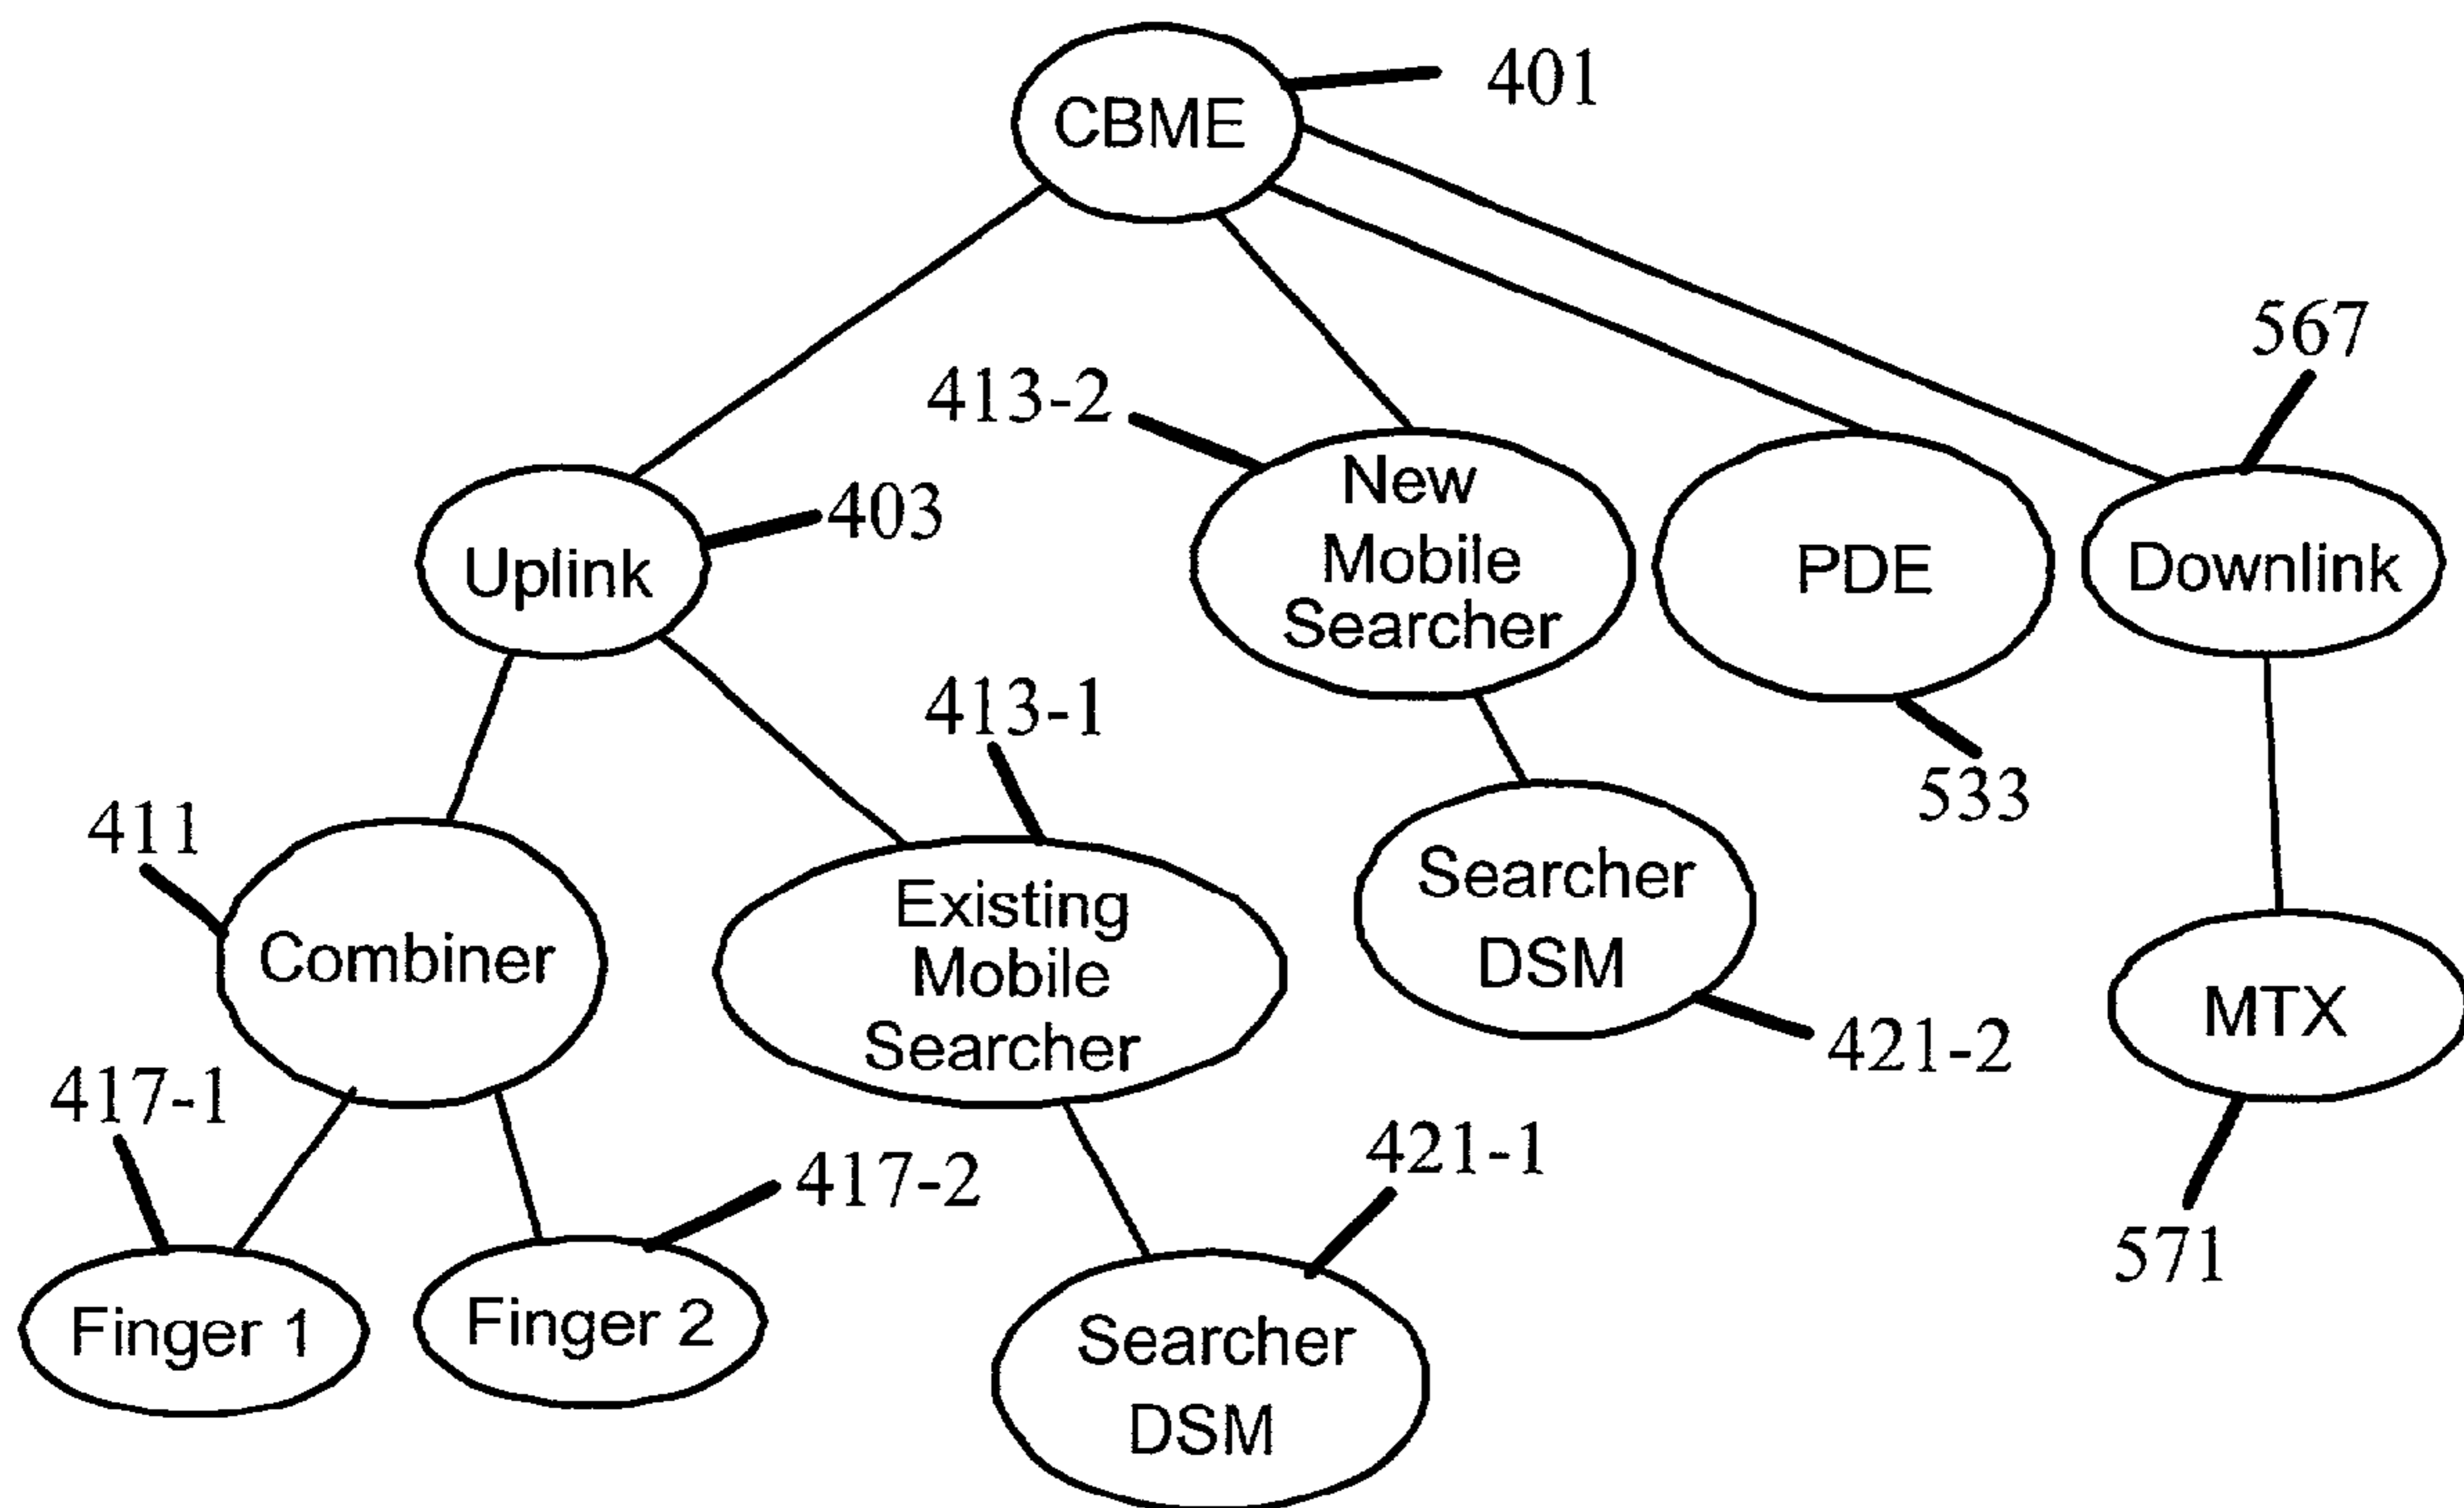 CBME
401
567
413-2
New
Mobile
Searcher
403
Uplink
PDE
Downlink
413-1
533
411
Combiner
Existing
Mobile
Searcher
Searcher
DSM
MTX
421-2
417-1
417-2
421-1
571
Finger 1
Finger 2
Searcher
DSM